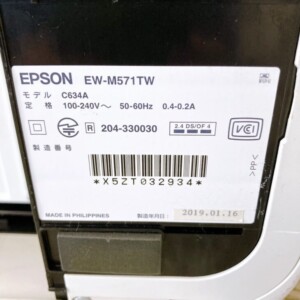 EPSON EW-M571TW
モデル C634A
定格 100-240V～ 50-60Hz 0.4-0.2A
R 204-330030
2.4 DS/OF 4
VCCI
製造番号
*X5ZT032934*
MADE IN PHILIPPINES
製造年月日
2019.01.16
>PS<